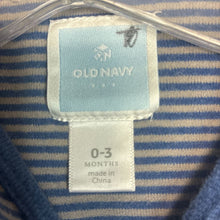 OLD NAVY
0-3
MONTHS
made in
China